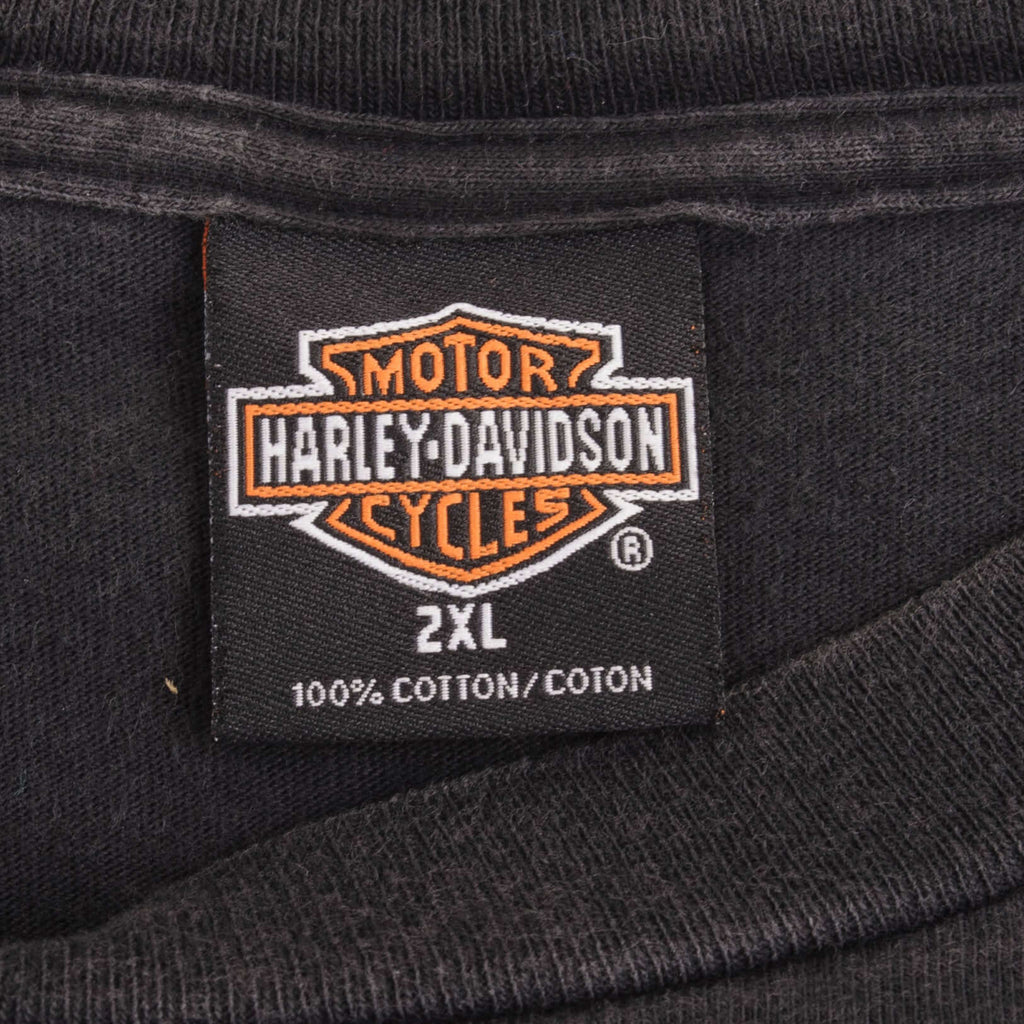 MOTOR
HARLEY-DAVIDSON
CYCLES
®
2XL
100% COTTON/COTON